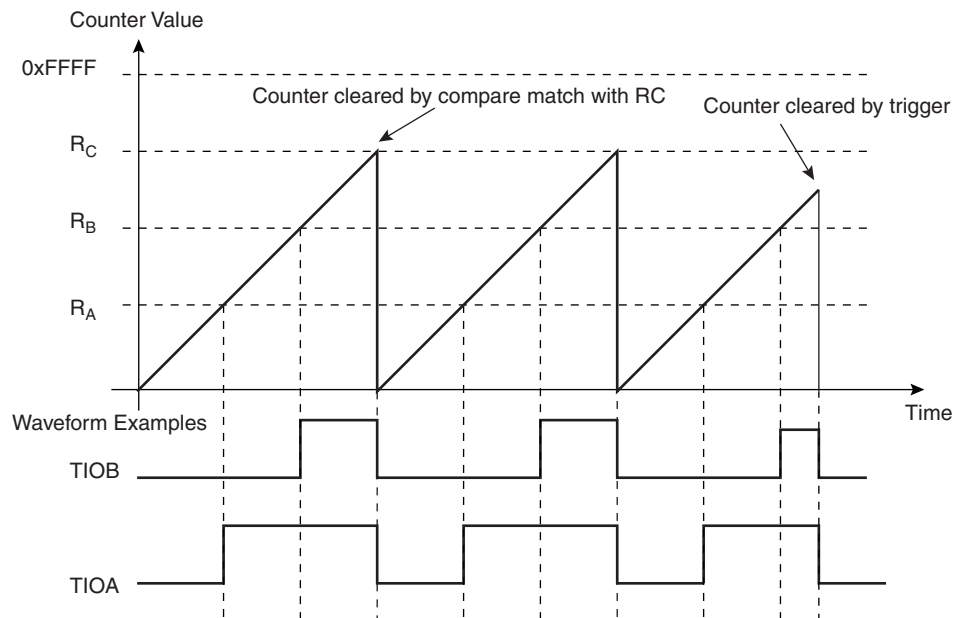 Counter Value
0xFFFF
Counter cleared by compare match with RC
Counter cleared by trigger
RC
RB
RA
Time
Waveform Examples
TIOB
TIOA